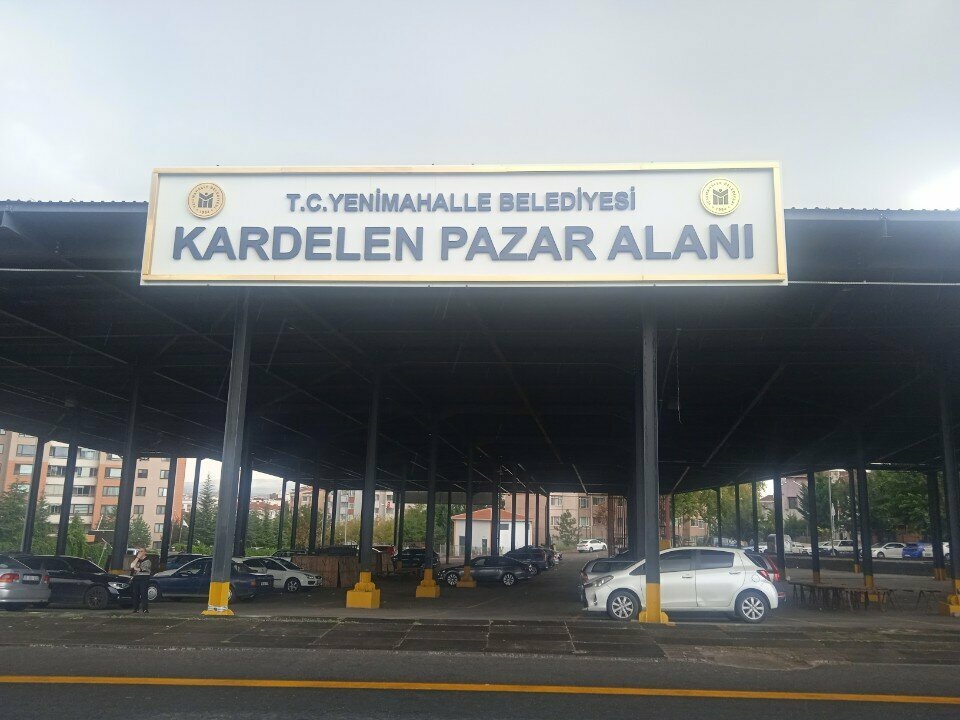 T.C.YENİMAHALLE BELEDİYESİ
KARDELEN PAZAR ALANI